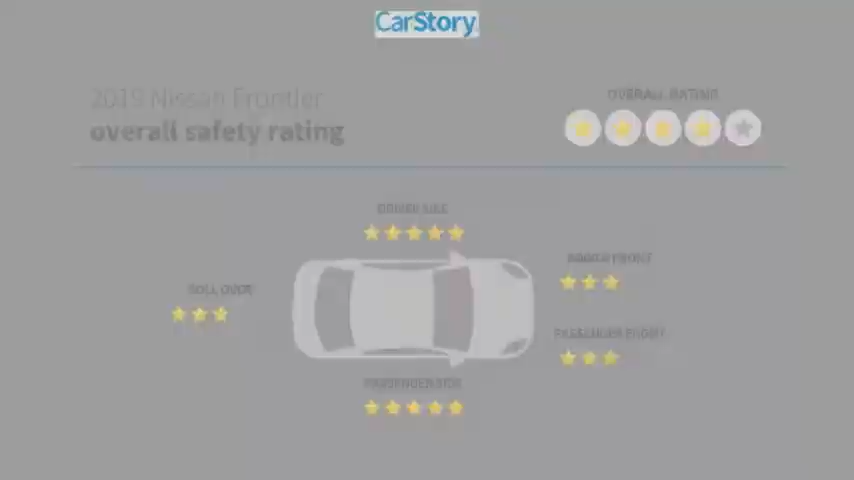 CarStory
2019 Nissan Frontier
overall safety rating
OVERALL RATING
DRIVER SIDE
DRIVER FRONT
ROLL OVER
PASSENGER FRONT
PASSENGER SIDE